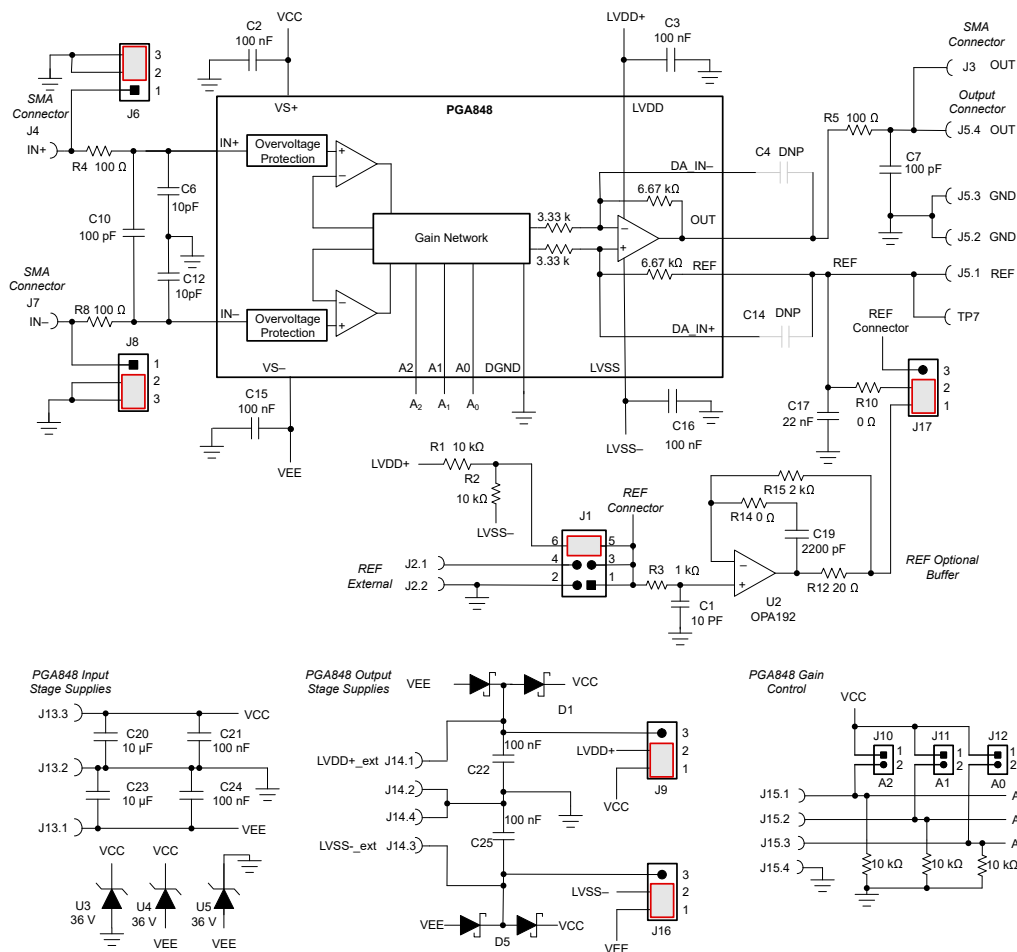 VCC
C2
100 nF
LVDD+
C3
100 nF
SMA
Connector
J3 OUT
3
2
1
J6
SMA
Connector
J4
IN+
R4 100 Ω
C10
100 pF
C6
10pF
C12
10pF
SMA
Connector
J7
IN–
R8 100 Ω
1
2
3
J8
VS+
PGA848
LVDD
IN+
Overvoltage
Protection
+
–
Gain Network
3.33 k
3.33 k
DA_IN–
6.67 kΩ
OUT
–
+
6.67 kΩ
REF
DA_IN+
–
+
IN–
Overvoltage
Protection
VS–
A2
A1
A0
DGND
LVSS
A2
A1
A0
C4
DNP
C14
DNP
R5 100 Ω
Output
Connector
J5.4 OUT
C7
100 pF
J5.3 GND
J5.2 GND
REF
J5.1 REF
TP7
REF
Connector
3
2
1
J17
R10
0 Ω
C17
22 nF
C15
100 nF
VEE
C16
100 nF
LVSS–
R1 10 kΩ
LVDD+
R2
10 kΩ
LVSS–
J1
REF
Connector
6
5
4
3
2
1
REF
External
J2.1
J2.2
R3 1 kΩ
C1
10 PF
R15 2 kΩ
R14 0 Ω
C19
2200 pF
–
+
U2
OPA192
R12 20 Ω
REF Optional
Buffer
PGA848 Input
Stage Supplies
J13.3
VCC
C20
10 µF
C21
100 nF
J13.2
C23
10 µF
C24
100 nF
J13.1
VEE
VCC
U3
36 V
VCC
U4
36 V
VEE
U5
36 V
VEE
PGA848 Output
Stage Supplies
VEE
VCC
D1
LVDD+_ext J14.1
100 nF
C22
J14.2
J14.4
100 nF
C25
LVSS-_ext
J14.3
LVDD+
VCC
3
2
1
J9
LVSS–
VEE
3
2
1
J16
VEE
VCC
D5
PGA848 Gain
Control
VCC
J10
1
2
A2
J11
1
2
A1
J12
1
2
A0
J15.1
A
J15.2
A
J15.3
A
J15.4
10 kΩ
10 kΩ
10 kΩ